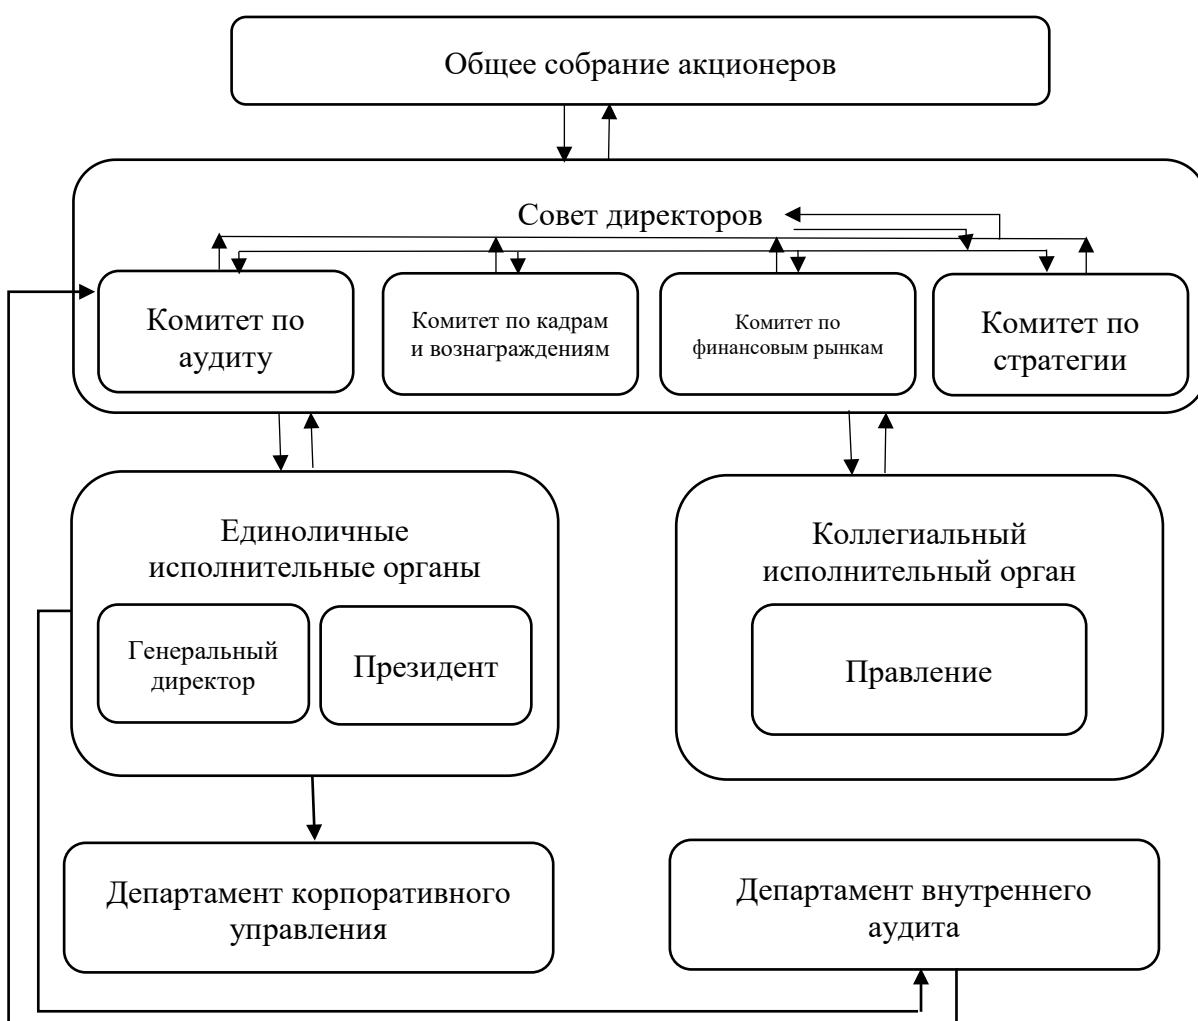 Общее собрание акционеров
Совет директоров
Комитет по
аудиту
Комитет по кадрам
и вознаграждениям
Комитет по
финансовым рынкам
Комитет по
стратегии
Единоличные
исполнительные органы
Генеральный
директор
Президент
Коллегиальный
исполнительный орган
Правление
Департамент корпоративного
управления
Департамент внутреннего
аудита